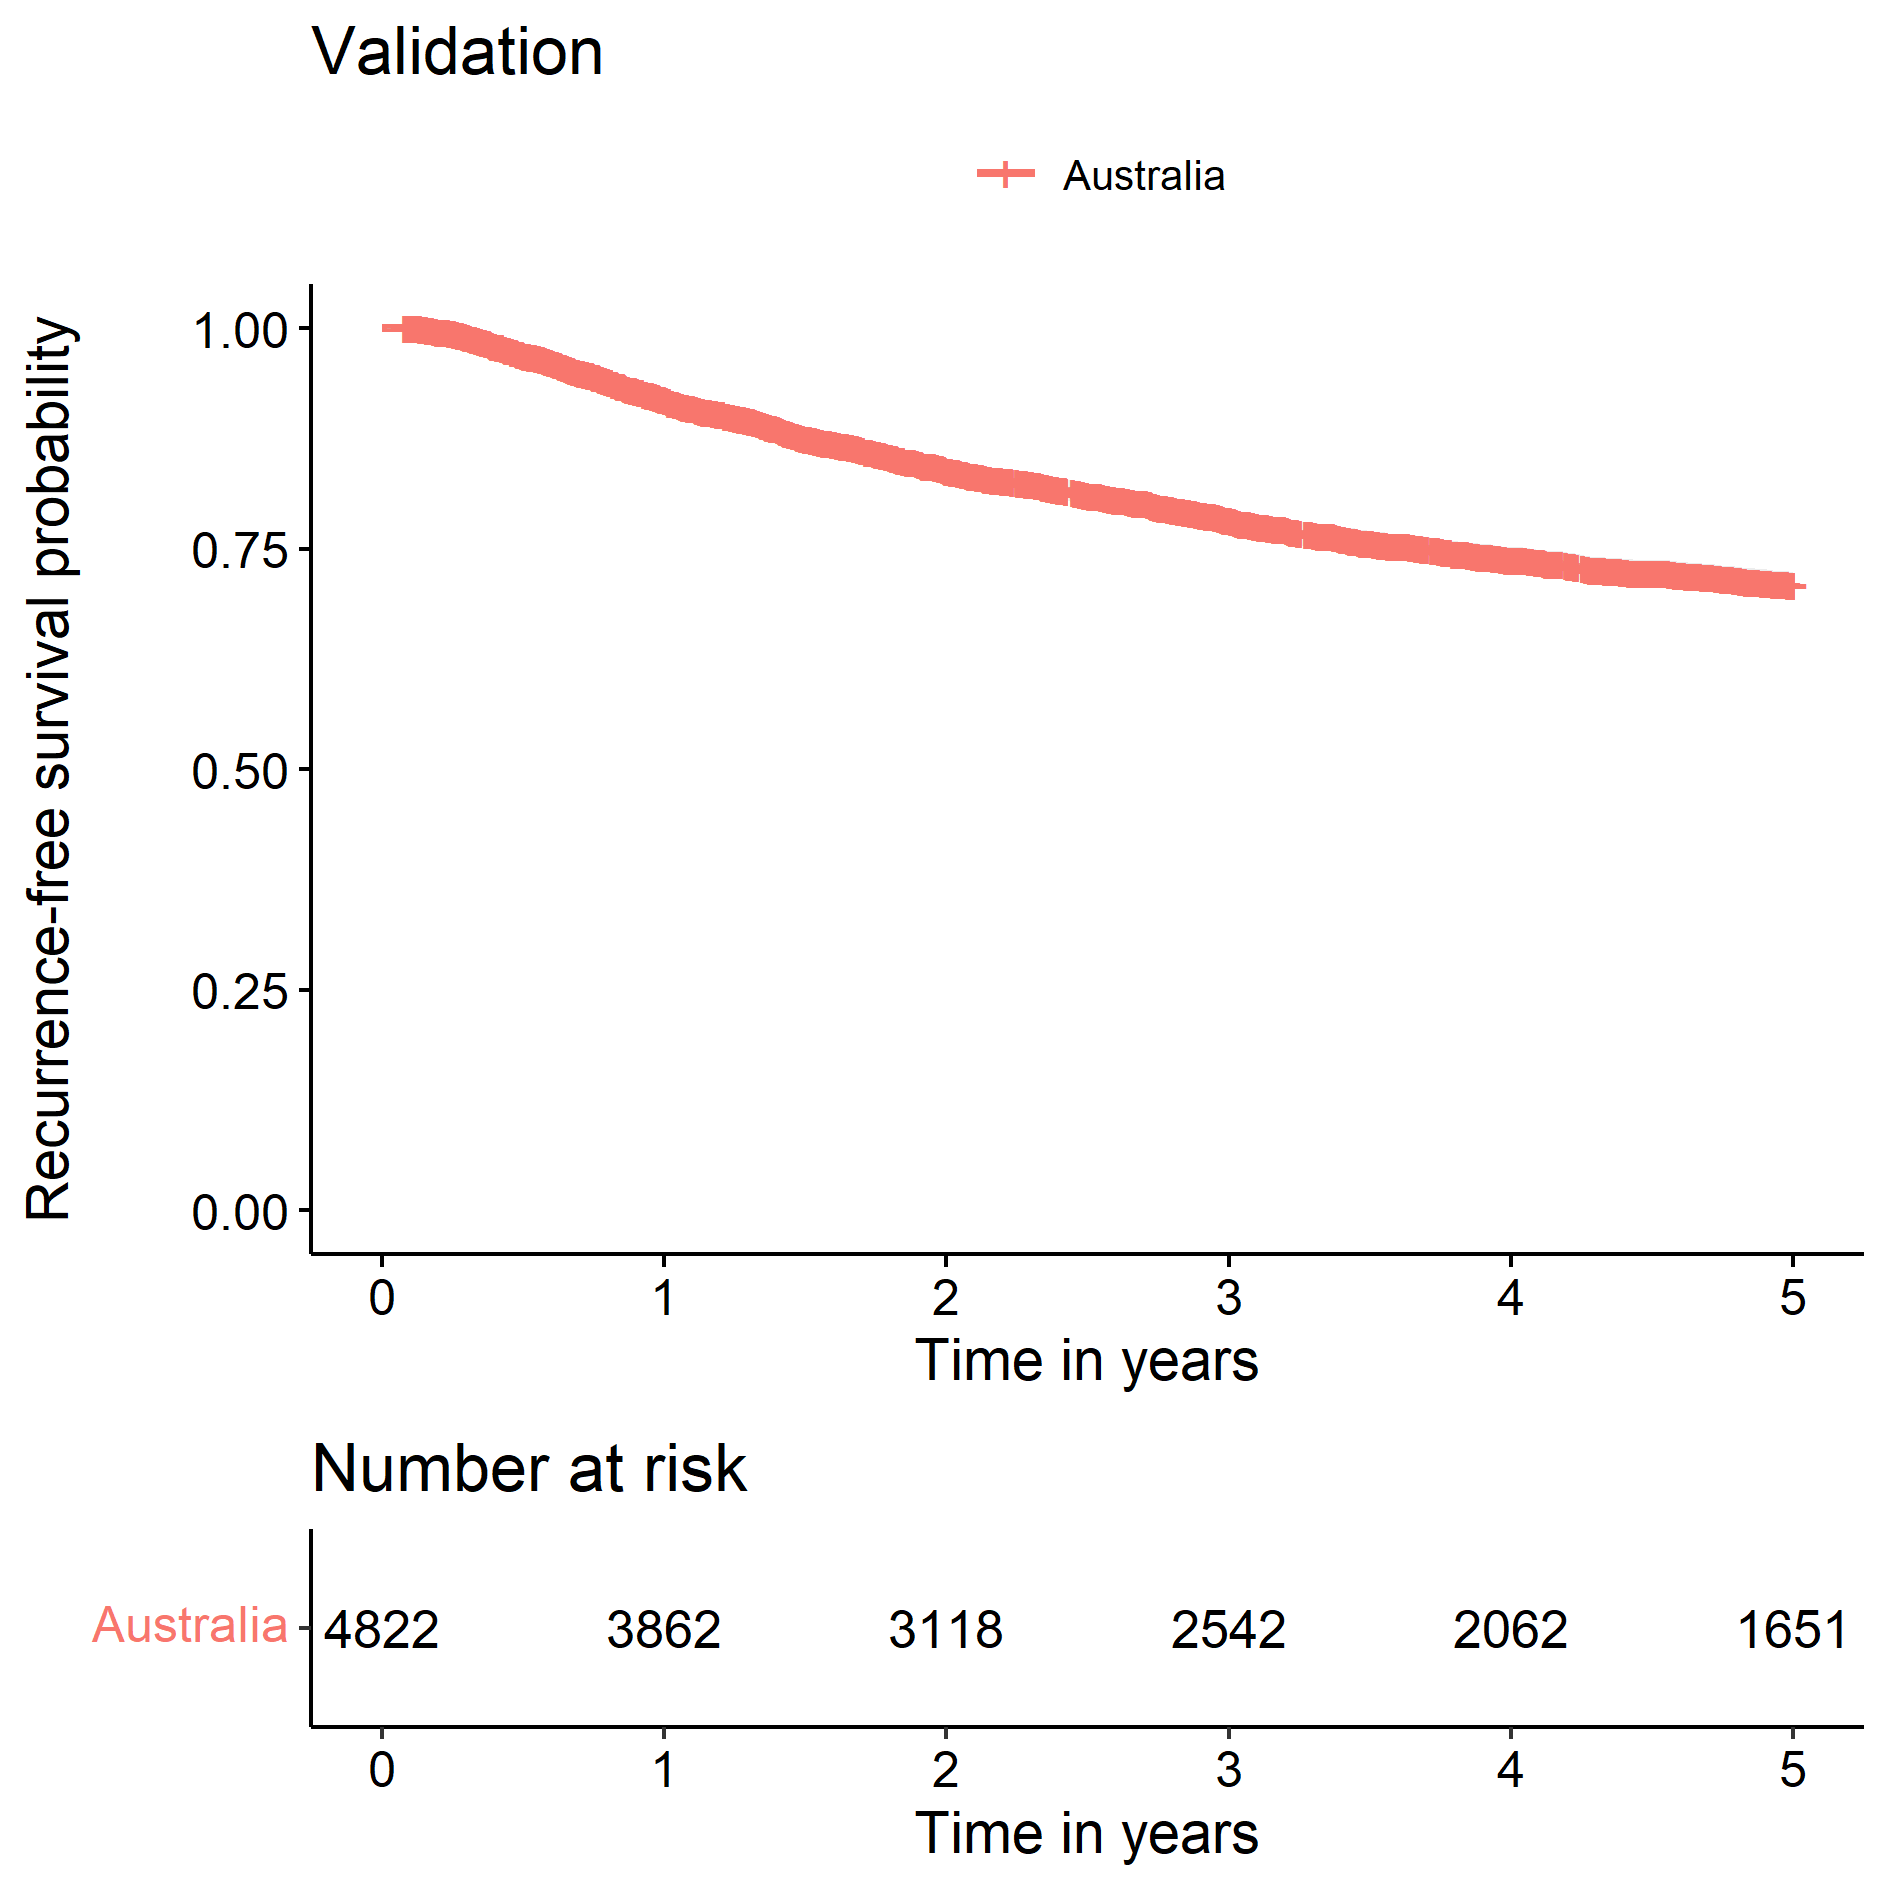 Validation
Australia
Recurrence-free survival probability
1.00
0.75
0.50
0.25
0.00
0 1 2 3 4 5
Time in years
Number at risk
Australia 4822 3862 3118 2542 2062 1651
0 1 2 3 4 5
Time in years